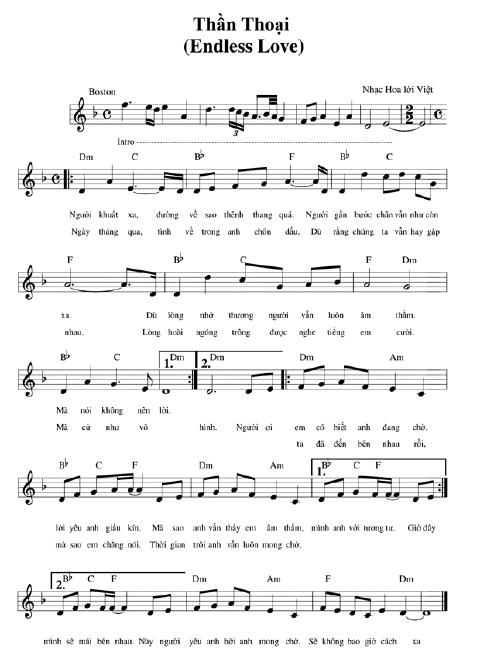 Thần Thoại
(Endless Love)
Boston
Nhạc Hoa lời Việt
Intro
Dm C B♭ F B♭ C
Người khuất xa, đường về sao thênh thang quá. Người gần bước chân vẫn như còn
Ngày tháng qua, tình về trong anh chôn dấu. Dù rằng chúng ta vẫn hay gặp
F B♭ C F Dm
xa. Dù lòng nhớ thương người vẫn luôn âm thầm.
nhau. Lòng hoài ngóng trông được nghe tiếng em cười.
B♭ C 1. Dm 2. Dm Dm Am
Mà nói không nên lời.
Mà cứ như vô hình. Người ơi em có biết anh đang chờ.
ta đã đến bên nhau rồi,
B♭ C F Dm Am 1. B♭ C F
lời yêu anh giấu kín. Mà sao anh vẫn thấy em âm thầm, mình anh với tương tư. Giờ đây
mà sao em chẳng nói. Thời gian trôi anh vẫn luôn mong chờ.
2. B♭ C F Dm Am B♭ C Dm
mình sẽ mãi bên nhau. Này người yêu anh hỡi anh mong chờ. Sẽ không bao giờ cách xa